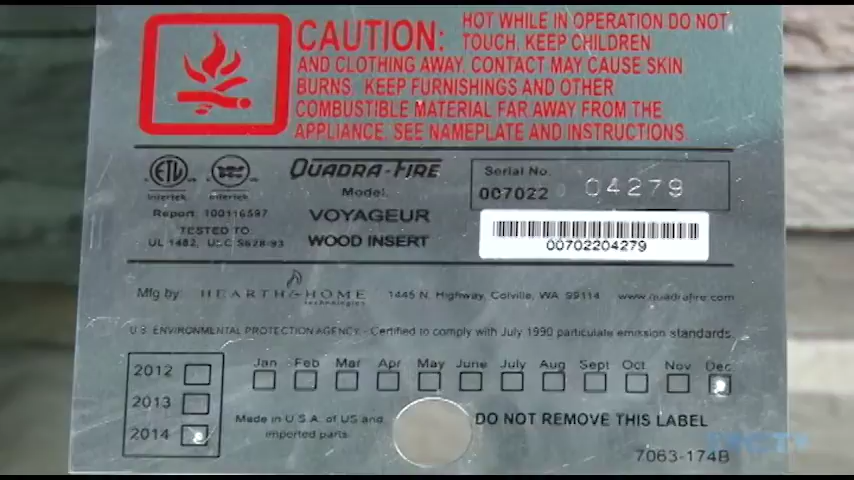 CAUTION: HOT WHILE IN OPERATION DO NOT
TOUCH, KEEP CHILDREN
AND CLOTHING AWAY. CONTACT MAY CAUSE SKIN
BURNS. KEEP FURNISHINGS AND OTHER
COMBUSTIBLE MATERIAL FAR AWAY FROM THE
APPLIANCE. SEE NAMEPLATE AND INSTRUCTIONS.
ETL
Intertek
Intertek
Report 100116597
TESTED TO
UL 1482, ULC S628-93
QUADRA-FIRE
Model
VOYAGEUR
WOOD INSERT
Serial No.
007022 04279
00702204279
Mfg by: HEARTH & HOME technologies
1445 N. Highway, Colville, WA 99114 www.quadrafire.com
U.S. ENVIRONMENTAL PROTECTION AGENCY - Certified to comply with July 1990 particulate emission standards.
2012
2013
2014
Jan Feb Mar Apr May June July Aug Sept Oct Nov Dec
Made in U.S.A. of US and
imported parts.
DO NOT REMOVE THIS LABEL
7063-174B